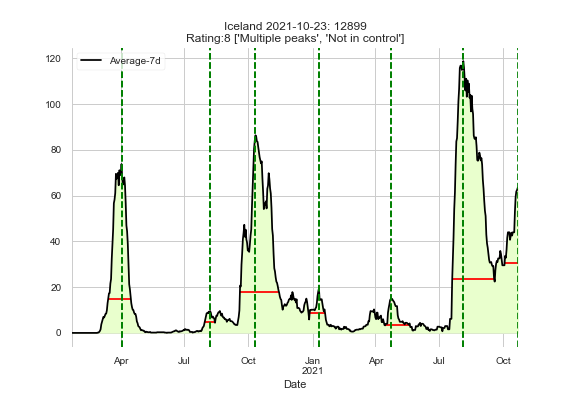 Iceland 2021-10-23: 12899
Rating:8 ['Multiple peaks', 'Not in control']
Average-7d
120
100
80
60
40
20
0
Apr Jul Oct Jan Apr Jul Oct
2021
Date